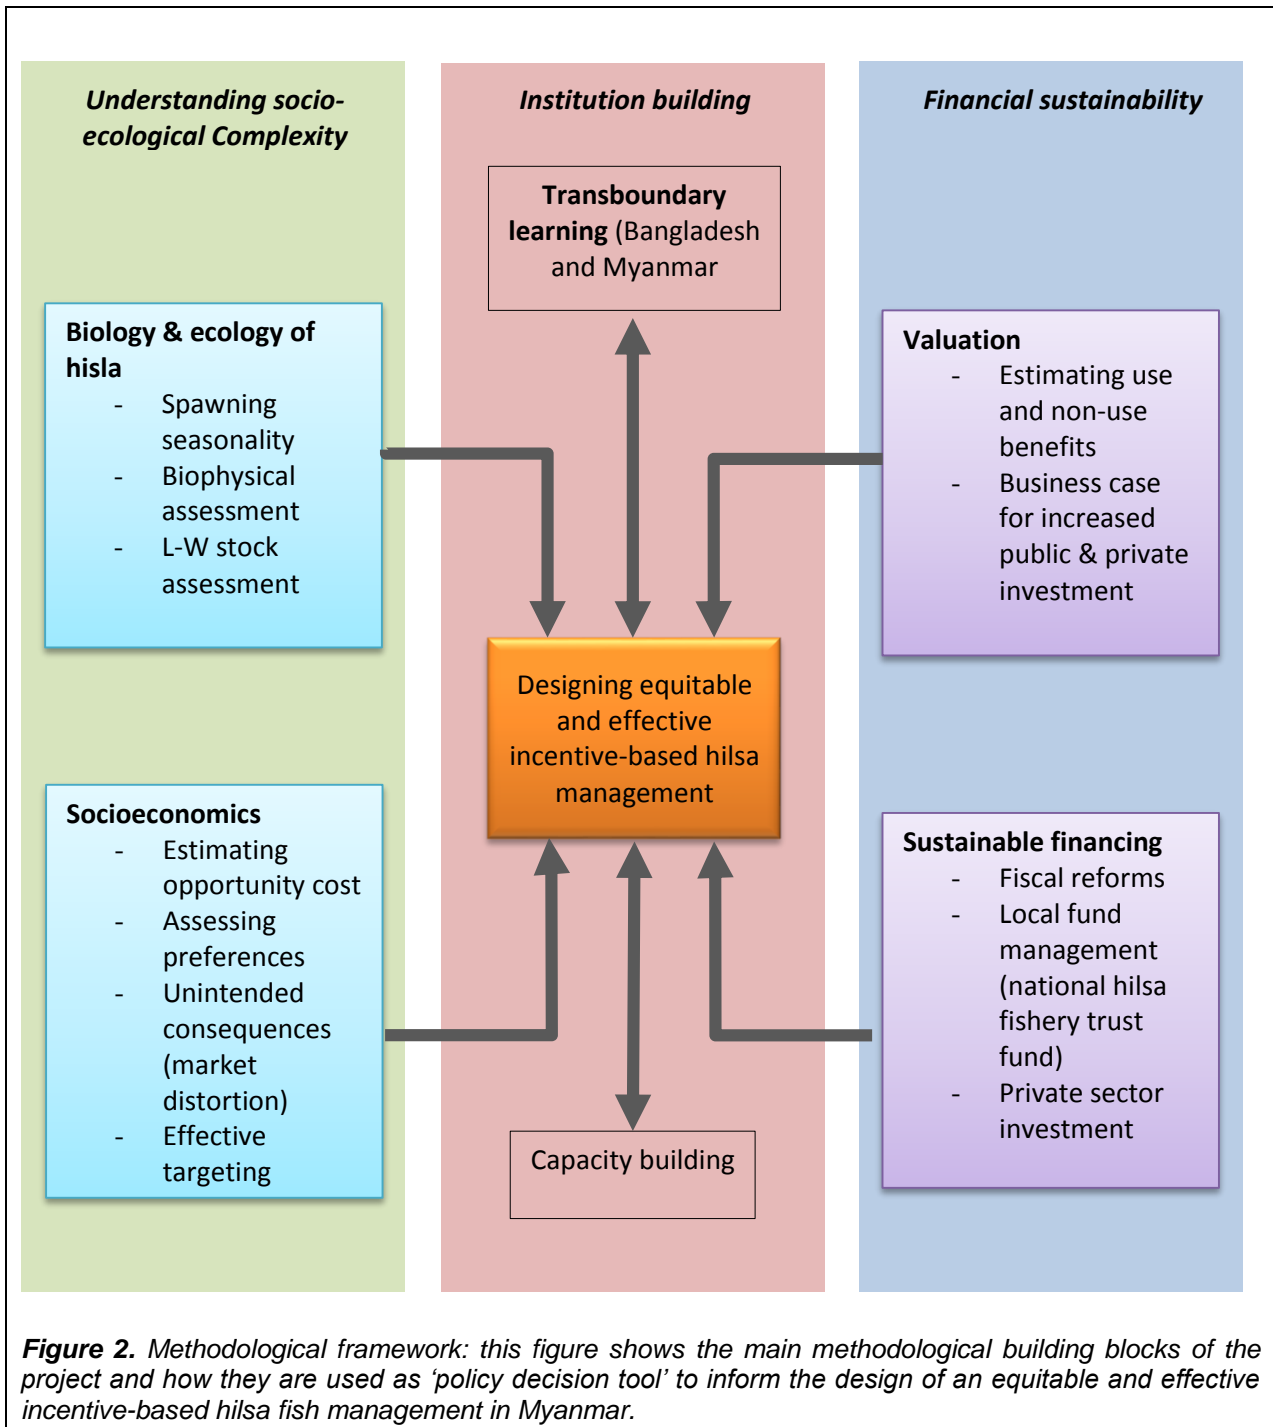 Understanding socio-
ecological Complexity
Biology & ecology of
hisla
- Spawning
seasonality
- Biophysical
assessment
- L-W stock
assessment
Socioeconomics
- Estimating
opportunity cost
- Assessing
preferences
- Unintended
consequences
(market
distortion)
- Effective
targeting
Institution building
Transboundary
learning (Bangladesh
and Myanmar
Designing equitable
and effective
incentive-based hilsa
management
Capacity building
Financial sustainability
Valuation
- Estimating use
and non-use
benefits
- Business case
for increased
public & private
investment
Sustainable financing
- Fiscal reforms
- Local fund
management
(national hilsa
fishery trust
fund)
- Private sector
investment
Figure 2. Methodological framework: this figure shows the main methodological building blocks of the
project and how they are used as ‘policy decision tool’ to inform the design of an equitable and effective
incentive-based hilsa fish management in Myanmar.